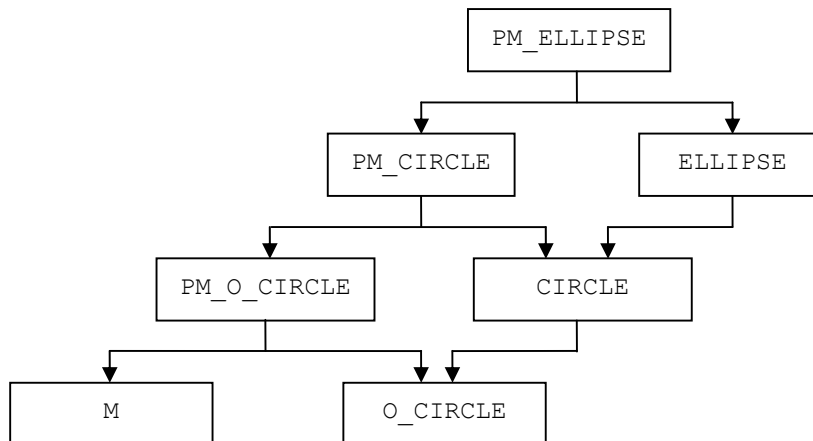 PM_ELLIPSE
PM_CIRCLE
ELLIPSE
PM_O_CIRCLE
CIRCLE
M
O_CIRCLE